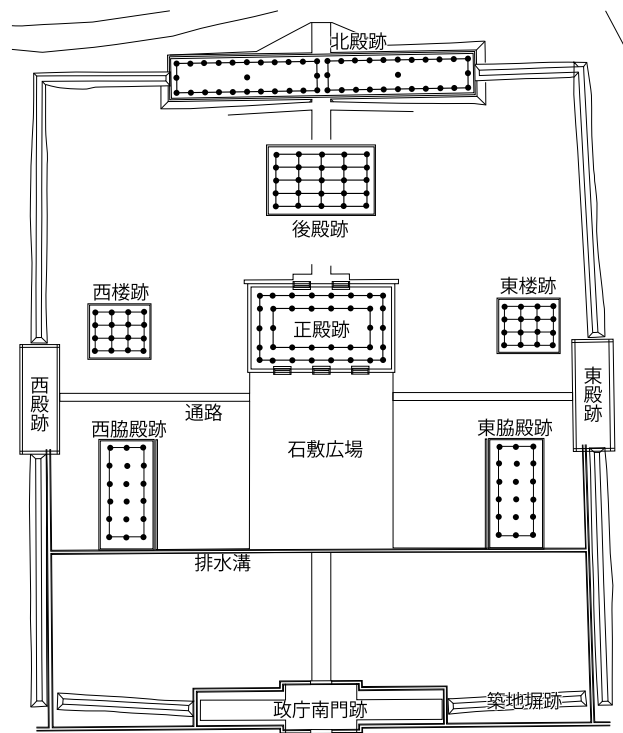 北殿跡
後殿跡
西楼跡
東楼跡
正殿跡
西殿跡
東殿跡
通路
西脇殿跡
東脇殿跡
石敷広場
排水溝
築地塀跡
政庁南門跡